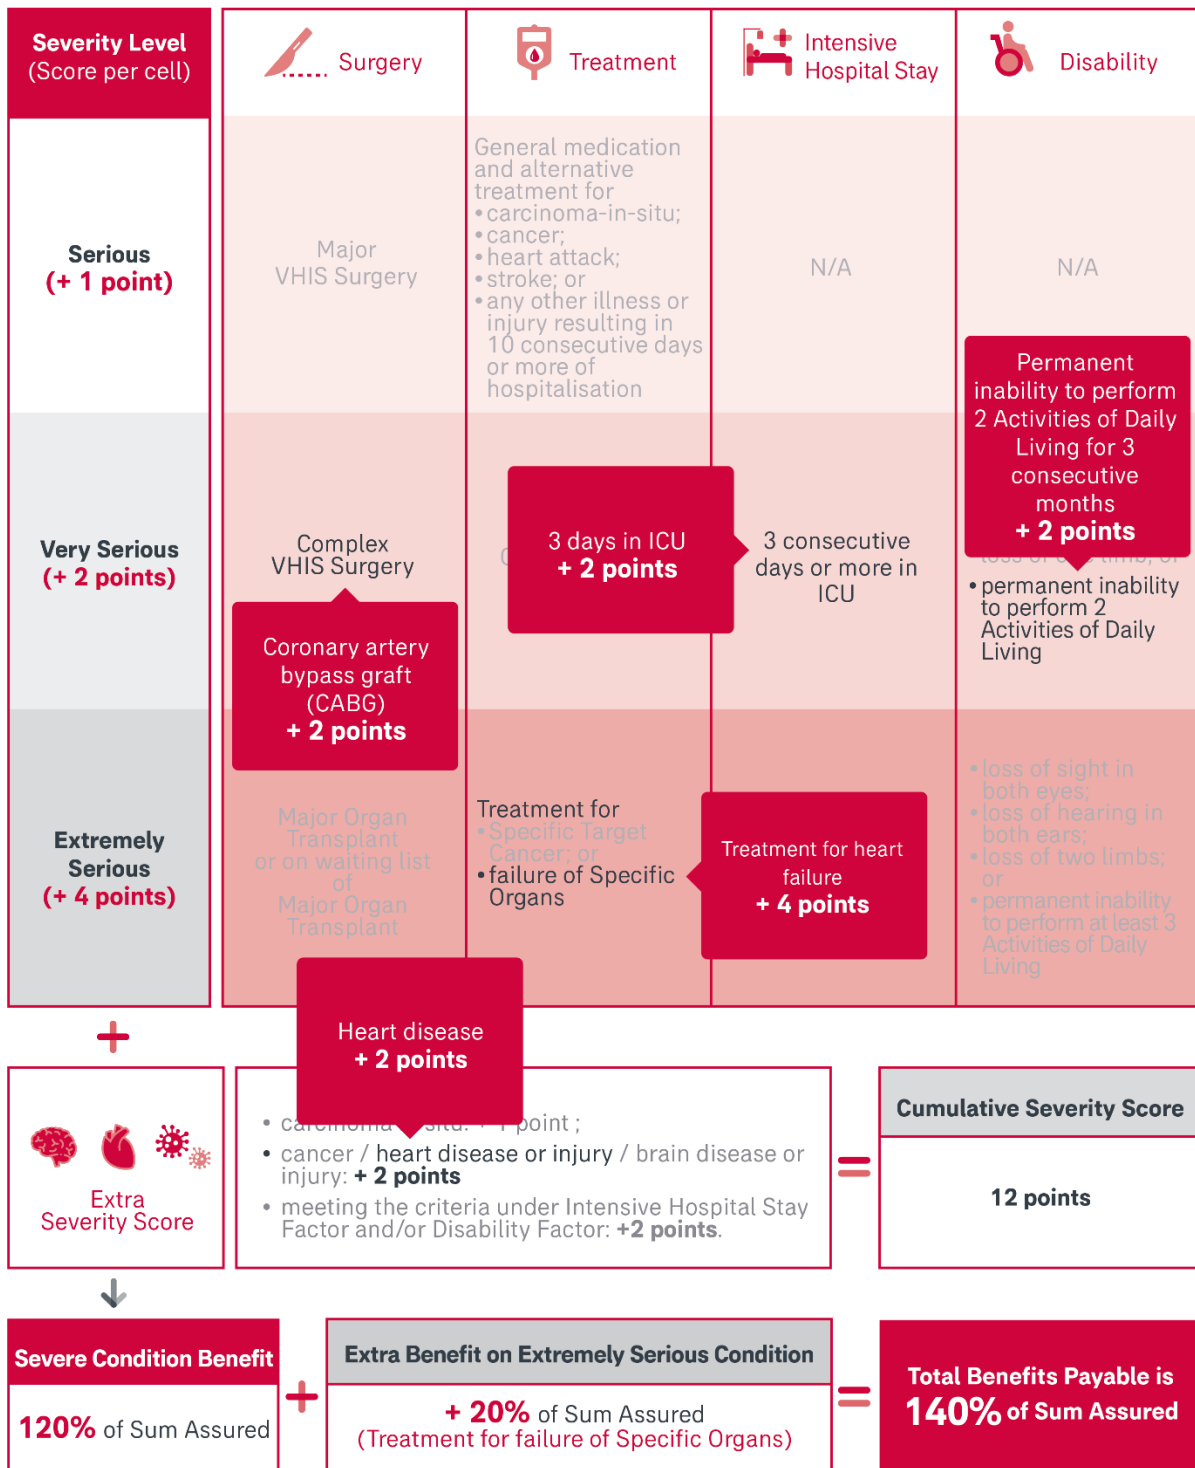 Severity Level
(Score per cell)
Surgery
Treatment
Intensive
Hospital Stay
Disability
Serious
(+ 1 point)
Major
VHIS Surgery
General medication
and alternative
treatment for
• carcinoma-in-situ;
• cancer;
• heart attack;
• stroke; or
• any other illness or
injury resulting in
10 consecutive days
or more of
hospitalisation
N/A
N/A
Permanent
inability to perform
2 Activities of Daily
Living for 3
consecutive
months
+ 2 points
Very Serious
(+ 2 points)
Complex
VHIS Surgery
3 days in ICU
+ 2 points
3 consecutive
days or more in
ICU
loss of one limb; or
• permanent inability
to perform 2
Activities of Daily
Living
Coronary artery
bypass graft
(CABG)
+ 2 points
Extremely
Serious
(+ 4 points)
Major Organ
Transplant
or on waiting list
of
Major Organ
Transplant
Treatment for
• Specific Target
Cancer; or
• failure of Specific
Organs
Treatment for heart
failure
+ 4 points
• loss of sight in
both eyes;
• loss of hearing in
both ears;
• loss of two limbs;
or
• permanent inability
to perform at least 3
Activities of Daily
Living
+
Heart disease
+ 2 points
Extra
Severity Score
• carcinoma situ: + point ;
• cancer / heart disease or injury / brain disease or
injury: + 2 points
• meeting the criteria under Intensive Hospital Stay
Factor and/or Disability Factor: +2 points.
=
Cumulative Severity Score
12 points
Severe Condition Benefit
120% of Sum Assured
+
Extra Benefit on Extremely Serious Condition
+ 20% of Sum Assured
(Treatment for failure of Specific Organs)
=
Total Benefits Payable is
140% of Sum Assured